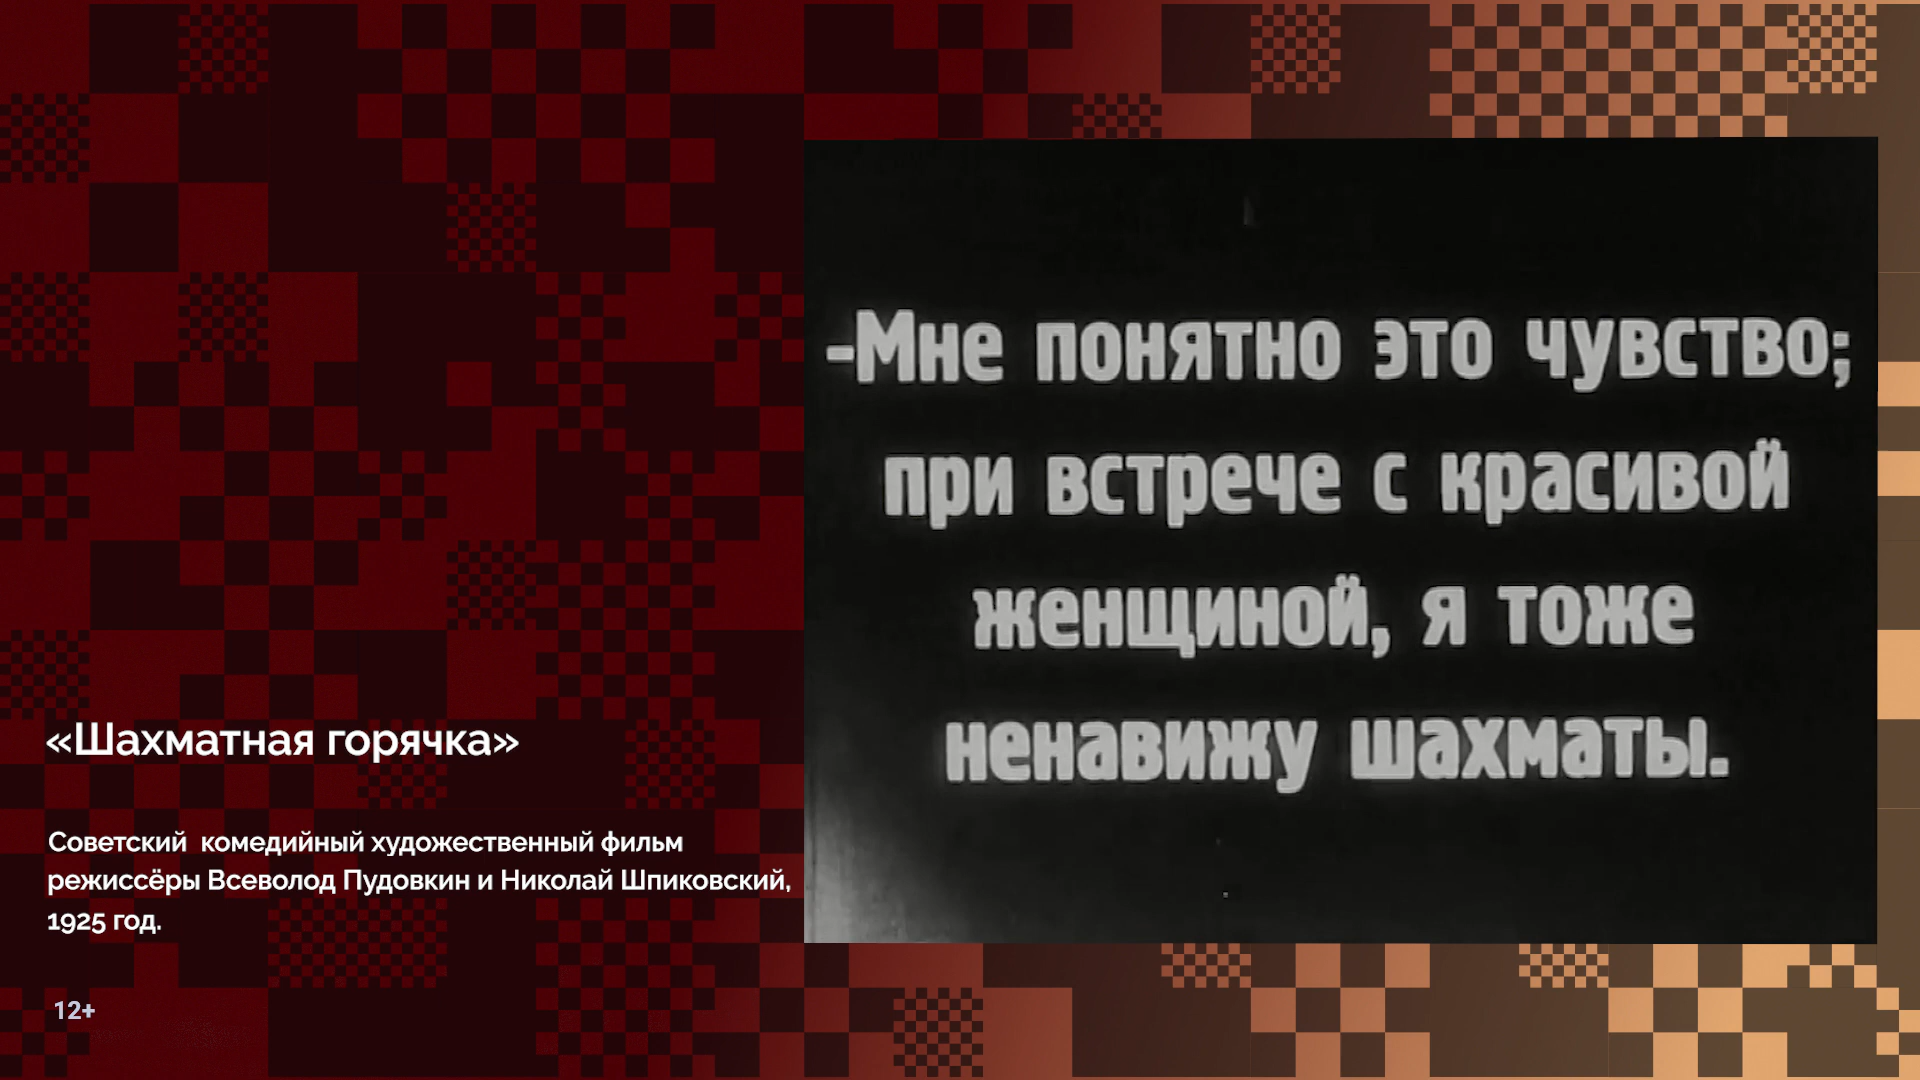 -Мне понятно это чувство;
при встрече с красивой
женщиной, я тоже
ненавижу шахматы.
«Шахматная горячка»
Советский комедийный художественный фильм
режиссёры Всеволод Пудовкин и Николай Шпиковский,
1925 год.
12+